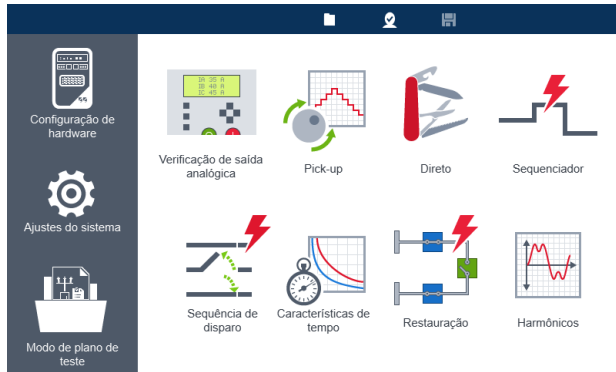 Configuração de
hardware
Ajustes do sistema
Modo de plano de
teste
IA 35 A
IB 40 A
IC 45 A
Verificação de saída
analógica
Pick-up
Direto
Sequenciador
Sequência de
disparo
Características de
tempo
Restauração
Harmônicos